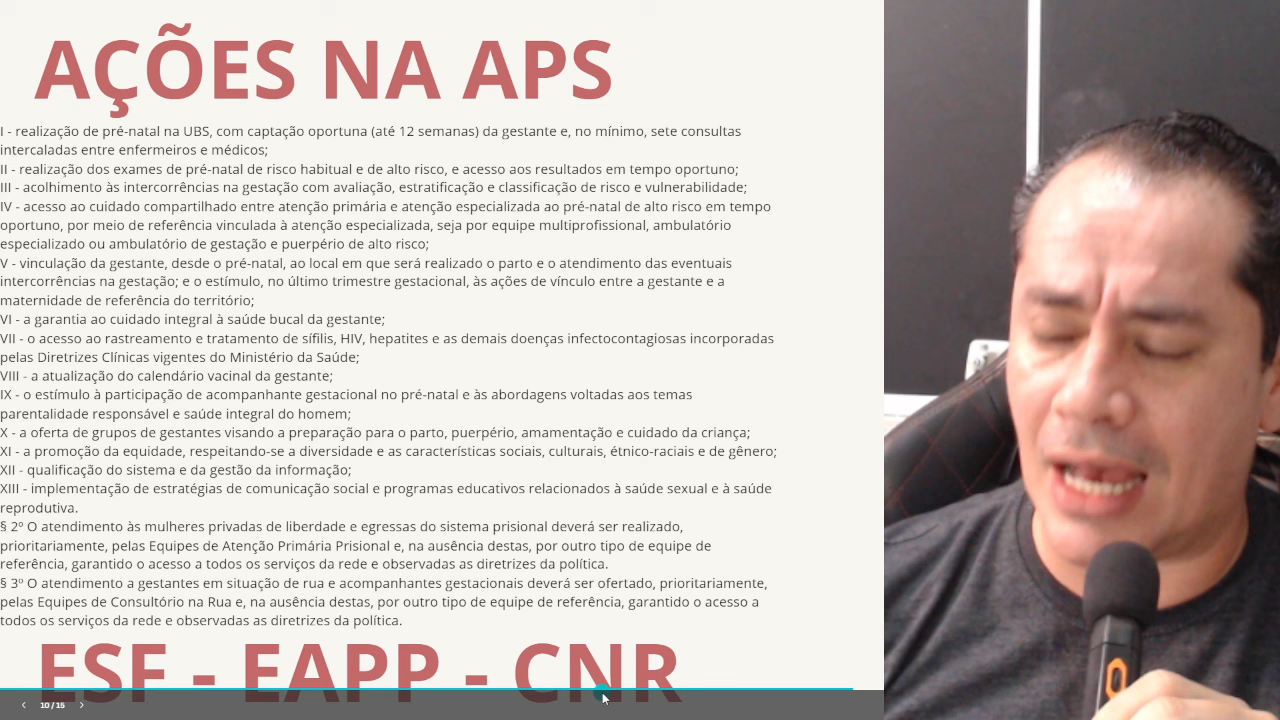 AÇÕES NA APS
I - realização de pré-natal na UBS, com captação oportuna (até 12 semanas) da gestante e, no mínimo, sete consultas
intercaladas entre enfermeiros e médicos;
II - realização dos exames de pré-natal de risco habitual e de alto risco, e acesso aos resultados em tempo oportuno;
III - acolhimento às intercorrências na gestação com avaliação, estratificação e classificação de risco e vulnerabilidade;
IV - acesso ao cuidado compartilhado entre atenção primária e atenção especializada ao pré-natal de alto risco em tempo
oportuno, por meio de referência vinculada à atenção especializada, seja por equipe multiprofissional, ambulatório
especializado ou ambulatório de gestação e puerpério de alto risco;
V - vinculação da gestante, desde o pré-natal, ao local em que será realizado o parto e o atendimento das eventuais
intercorrências na gestação; e o estímulo, no último trimestre gestacional, às ações de vínculo entre a gestante e a
maternidade de referência do território;
VI - a garantia ao cuidado integral à saúde bucal da gestante;
VII - o acesso ao rastreamento e tratamento de sífilis, HIV, hepatites e as demais doenças infectocontagiosas incorporadas
pelas Diretrizes Clínicas vigentes do Ministério da Saúde;
VIII - a atualização do calendário vacinal da gestante;
IX - o estímulo à participação de acompanhante gestacional no pré-natal e às abordagens voltadas aos temas
parentalidade responsável e saúde integral do homem;
X - a oferta de grupos de gestantes visando a preparação para o parto, puerpério, amamentação e cuidado da criança;
XI - a promoção da equidade, respeitando-se a diversidade e as características sociais, culturais, étnico-raciais e de gênero;
XII - qualificação do sistema e da gestão da informação;
XIII - implementação de estratégias de comunicação social e programas educativos relacionados à saúde sexual e à saúde
reprodutiva.
§ 2º O atendimento às mulheres privadas de liberdade e egressas do sistema prisional deverá ser realizado,
prioritariamente, pelas Equipes de Atenção Primária Prisional e, na ausência destas, por outro tipo de equipe de
referência, garantido o acesso a todos os serviços da rede e observadas as diretrizes da política.
§ 3º O atendimento a gestantes em situação de rua e acompanhantes gestacionais deverá ser ofertado, prioritariamente,
pelas Equipes de Consultório na Rua e, na ausência destas, por outro tipo de equipe de referência, garantido o acesso a
todos os serviços da rede e observadas as diretrizes da política.
ESF - EAPP - CNR
10 / 15